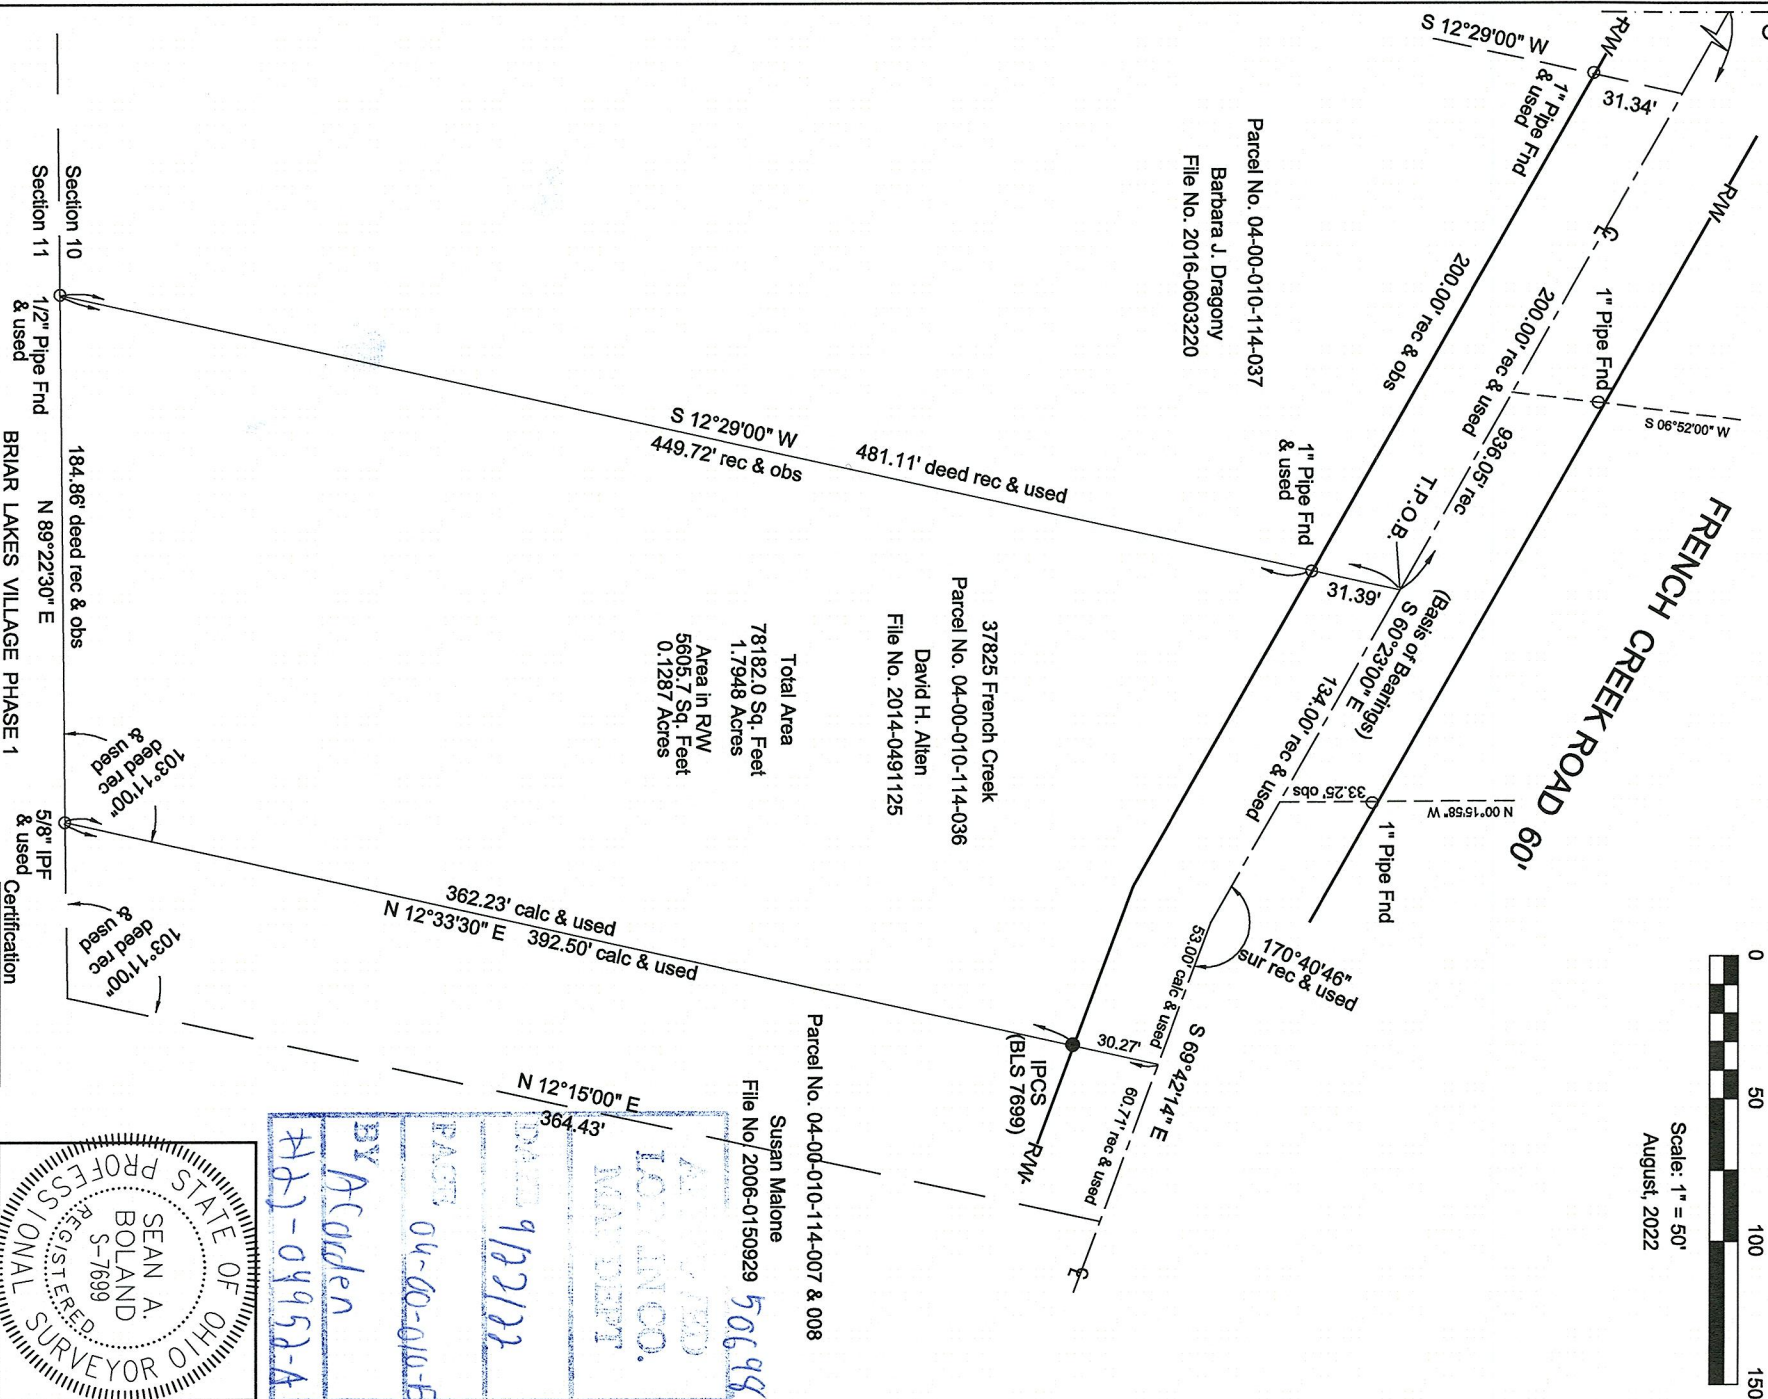 FRENCH CREEK ROAD 60'
0 50 100 150
Scale: 1" = 50'
August, 2022
R/W
R/W
S 12°29'00" W
31.34'
1" Pipe Fnd
& used
200.00' rec & obs
200.00' rec & used
936.05' rec
1" Pipe Fnd
S 06°52'00" W
T.P.O.B.
(Basis of Bearings)
S 60°23'00" E
134.00' rec & used
33.25' obs
N 00°15'58" W
1" Pipe Fnd
170°40'46"
sur rec & used
53.00' calc & used
S 69°42'14" E
60.71' rec & used
30.27'
IPCS
(BLS 7699)
R/W
31.39'
1" Pipe Fnd
& used
Parcel No. 04-00-010-114-037
Barbara J. Dragony
File No. 2016-0603220
S 12°29'00" W
449.72' rec & obs
481.11' deed rec & used
37825 French Creek
Parcel No. 04-00-010-114-036
David H. Alten
File No. 2014-0491125
Total Area
78182.0 Sq. Feet
1.7948 Acres
Area in R/W
5605.7 Sq. Feet
0.1287 Acres
Parcel No. 04-00-010-114-007 & 008
Susan Malone
File No. 2006-0150929
362.23' calc & used
N 12°33'30" E
392.50' calc & used
N 12°15'00" E
364.43'
Section 10
Section 11
1/2" Pipe Fnd
& used
184.86' deed rec & obs
N 89°22'30" E
BRIAR LAKES VILLAGE PHASE 1
103°11'00"
deed rec
& used
5/8" IPF
& used
103°11'00"
deed rec
& used
Certification
50698
CO.
MAP DEPT
DATE 9/22/22
PAGE 04-00-010-E
BY ACorden
#22-04952-A
STATE OF OHIO
SEAN A.
BOLAND
S-7699
REGISTERED
PROFESSIONAL SURVEYOR